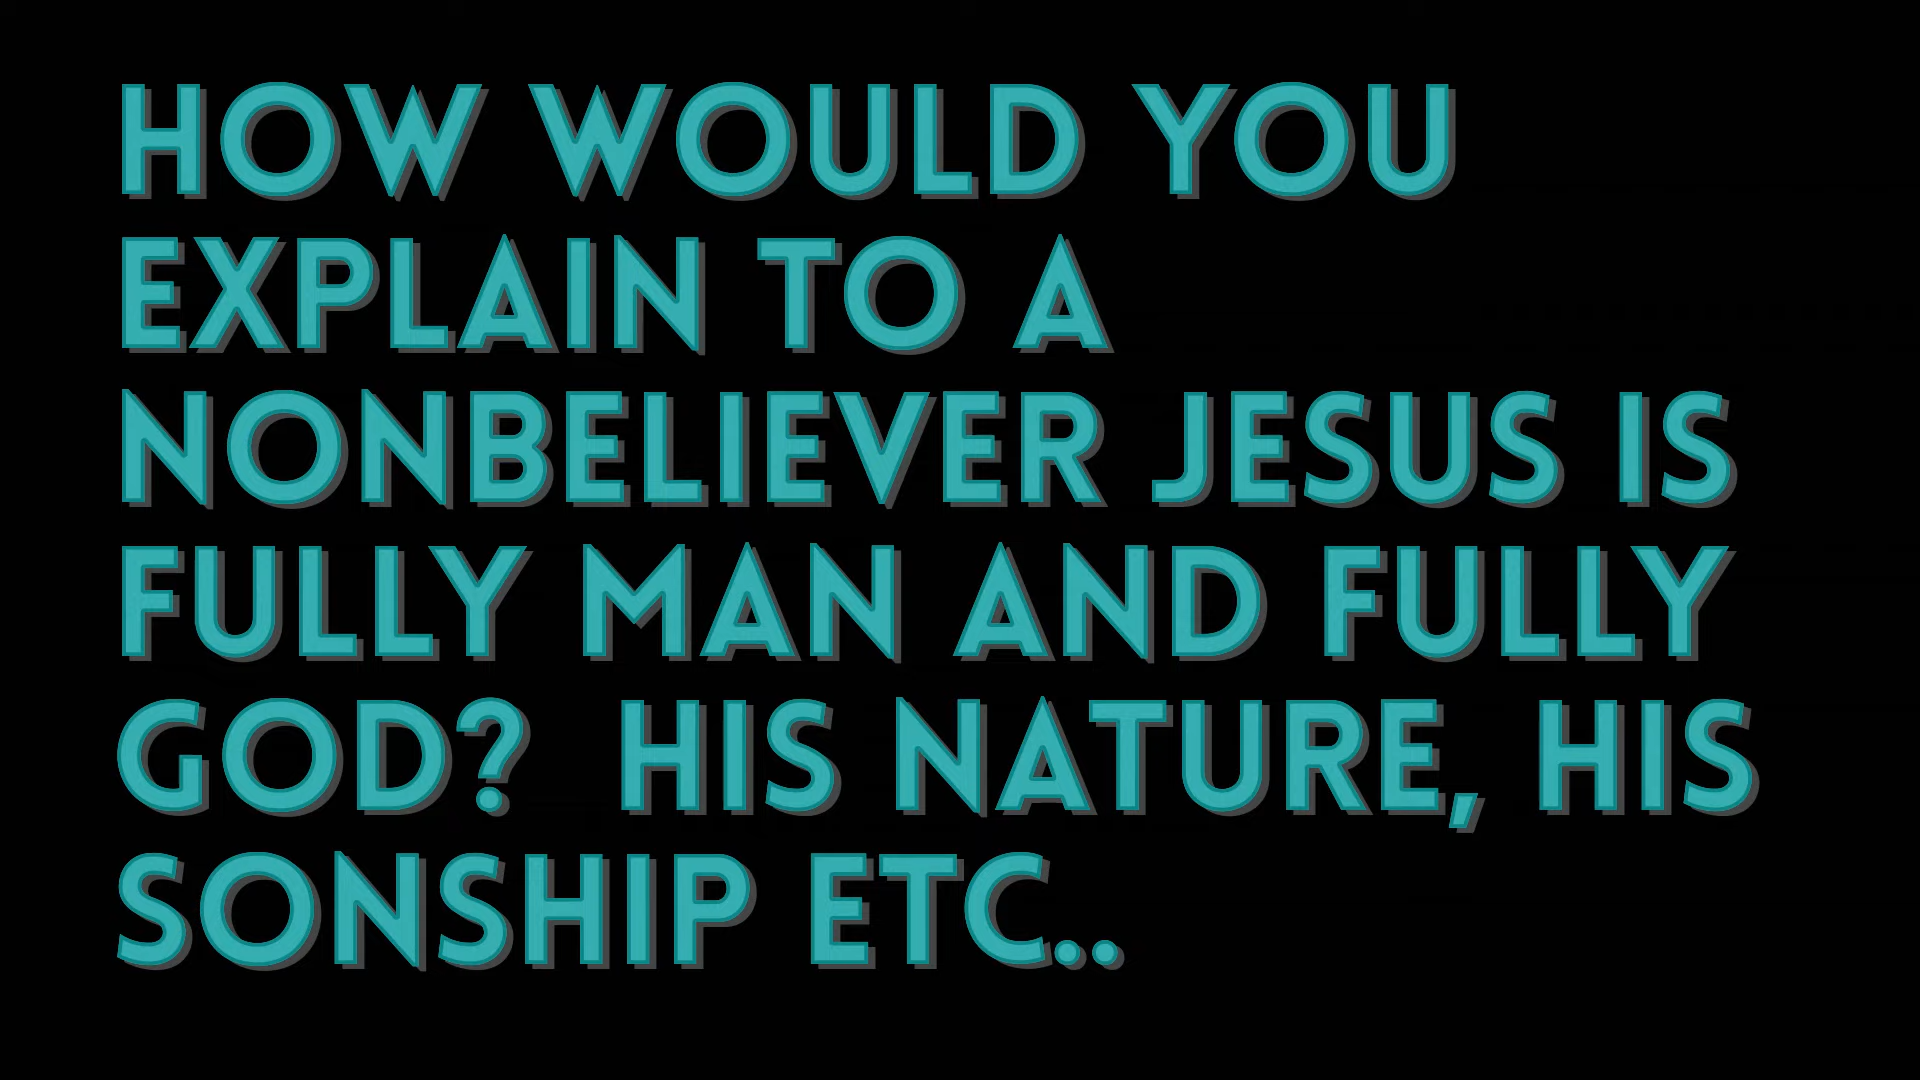 HOW WOULD YOU
EXPLAIN TO A
NONBELIEVER JESUS IS
FULLY MAN AND FULLY
GOD?  HIS NATURE, HIS
SONSHIP ETC..